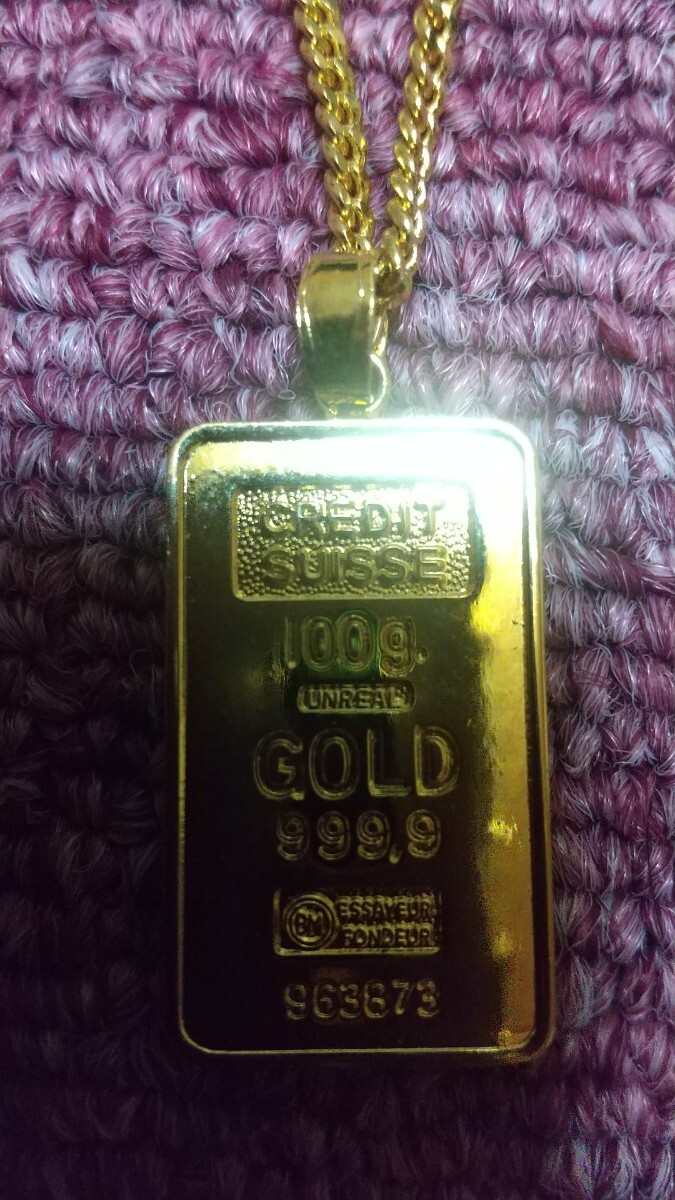 CREDIT
SUISSE
100g.
UNREAL
GOLD
999,9
ESSAYEUR
FONDEUR
963873